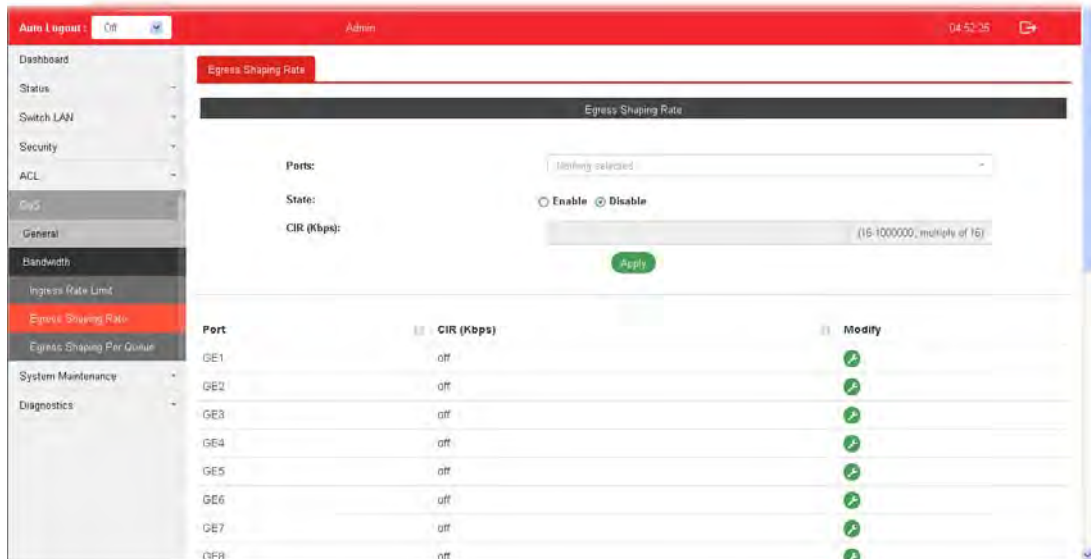 Auto Logout : Off
Admin
04:52:25
Dashboard
Status
Switch LAN
Security
ACL
QoS
General
Bandwidth
Ingress Rate Limit
Egress Shaping Rate
Egress Shaping Per Queue
System Maintenance
Diagnostics
Egress Shaping Rate
Egress Shaping Rate
Ports: Nothing selected
State: Enable Disable
CIR (Kbps): (16-1000000, multiple of 16)
Apply
Port CIR (Kbps) Modify
GE1 off
GE2 off
GE3 off
GE4 off
GE5 off
GE6 off
GE7 off
GE8 off